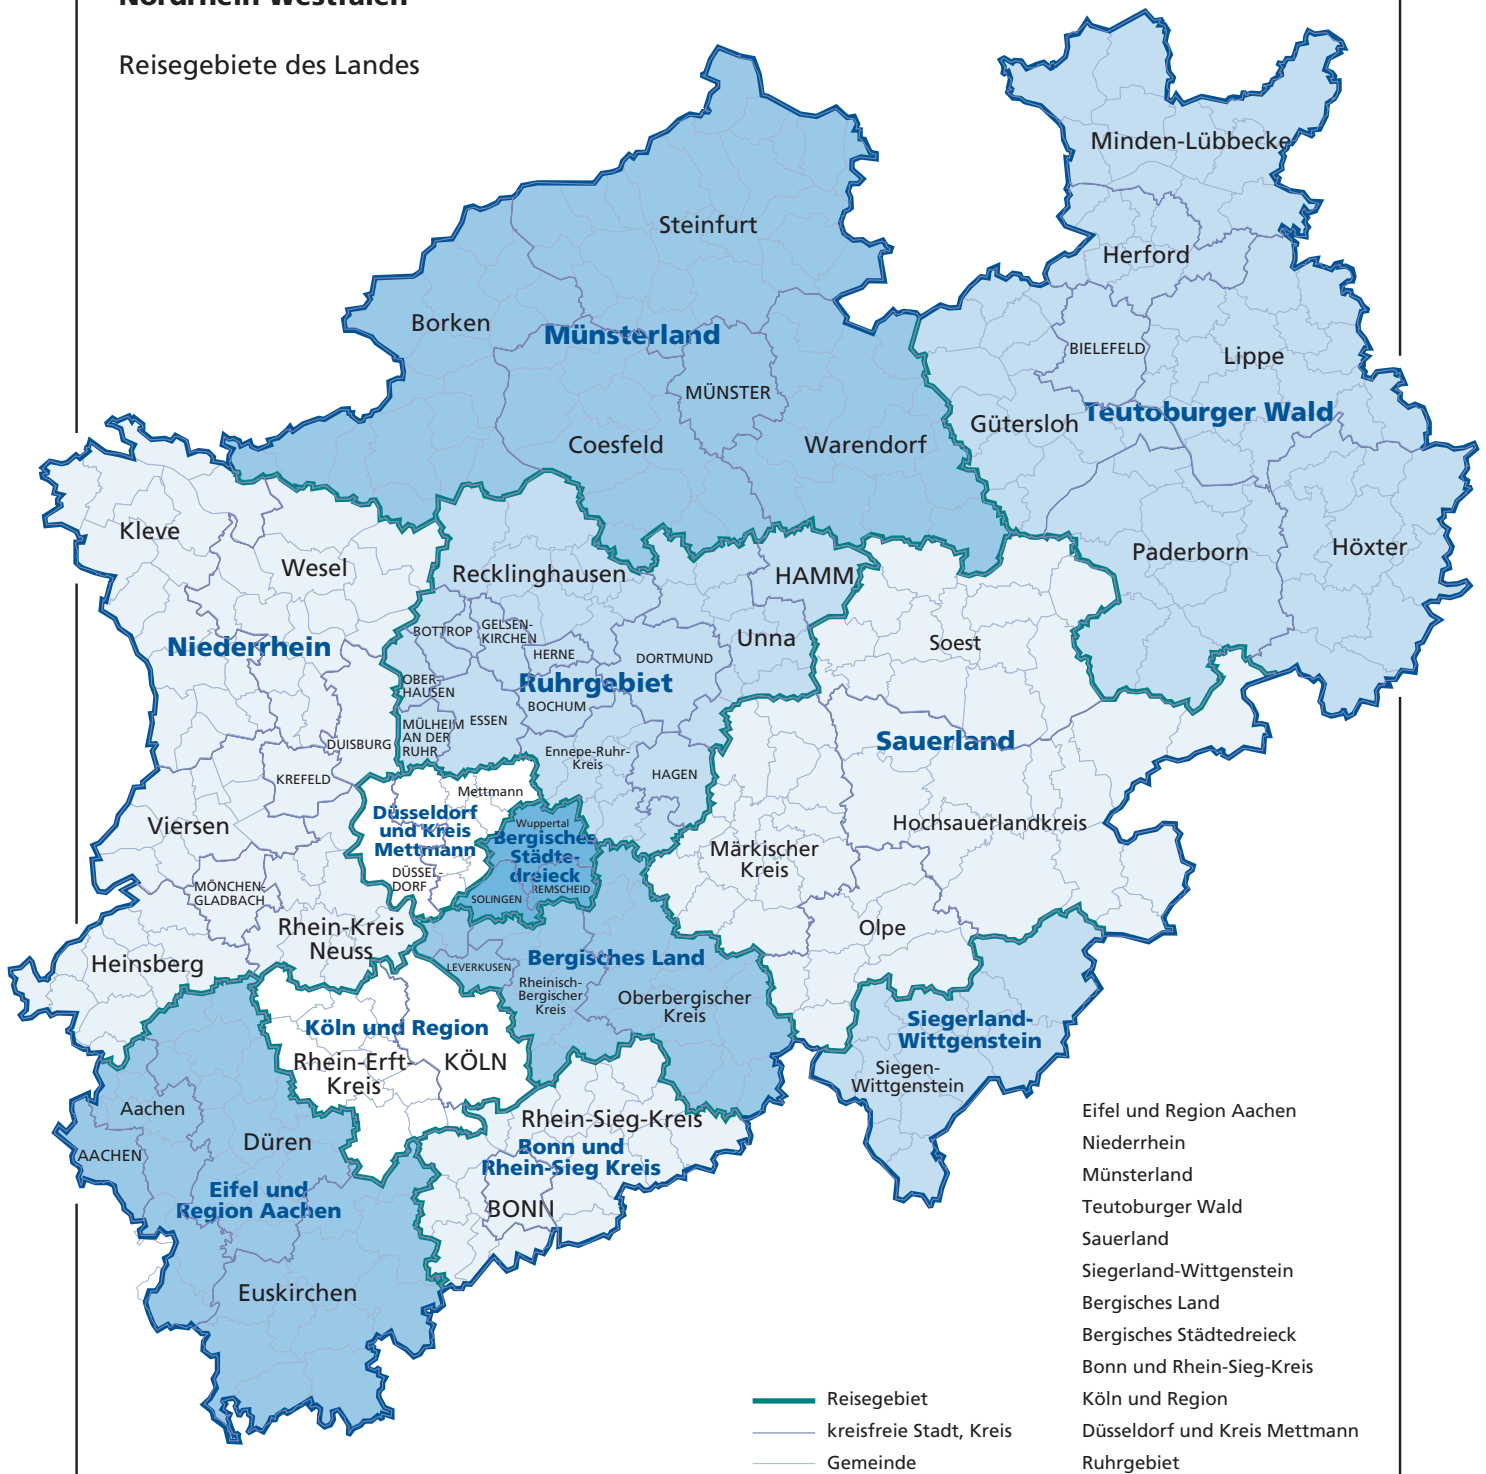 Nordrhein-Westfalen
Reisegebiete des Landes
Minden-Lübbecke
Steinfurt
Herford
Borken
Münsterland
BIELEFELD
Lippe
MÜNSTER
Teutoburger Wald
Gütersloh
Coesfeld
Warendorf
Kleve
Wesel
Recklinghausen
HAMM
Paderborn
Höxter
BOTTROP
GELSEN-
KIRCHEN
HERNE
DORTMUND
Unna
Soest
Niederrhein
OBER-
HAUSEN
Ruhrgebiet
BOCHUM
MÜLHEIM
AN DER
RUHR
ESSEN
DUISBURG
Ennepe-Ruhr-
Kreis
HAGEN
Sauerland
KREFELD
Mettmann
Düsseldorf
und Kreis
Mettmann
Wuppertal
Bergisches
Städte-
dreieck
Viersen
Hochsauerlandkreis
Märkischer
Kreis
DÜSSEL-
DORF
SOLINGEN
REMSCHEID
MÖNCHEN-
GLADBACH
Rhein-Kreis
Neuss
Olpe
Heinsberg
LEVERKUSEN
Bergisches Land
Rheinisch-
Bergischer
Kreis
Oberbergischer
Kreis
Köln und Region
Rhein-Erft-
Kreis
KÖLN
Siegerland-
Wittgenstein
Siegen-
Wittgenstein
Aachen
AACHEN
Düren
Rhein-Sieg-Kreis
Bonn und
Rhein-Sieg Kreis
BONN
Eifel und
Region Aachen
Euskirchen
Reisegebiet
kreisfreie Stadt, Kreis
Gemeinde
Eifel und Region Aachen
Niederrhein
Münsterland
Teutoburger Wald
Sauerland
Siegerland-Wittgenstein
Bergisches Land
Bergisches Städtedreieck
Bonn und Rhein-Sieg-Kreis
Köln und Region
Düsseldorf und Kreis Mettmann
Ruhrgebiet